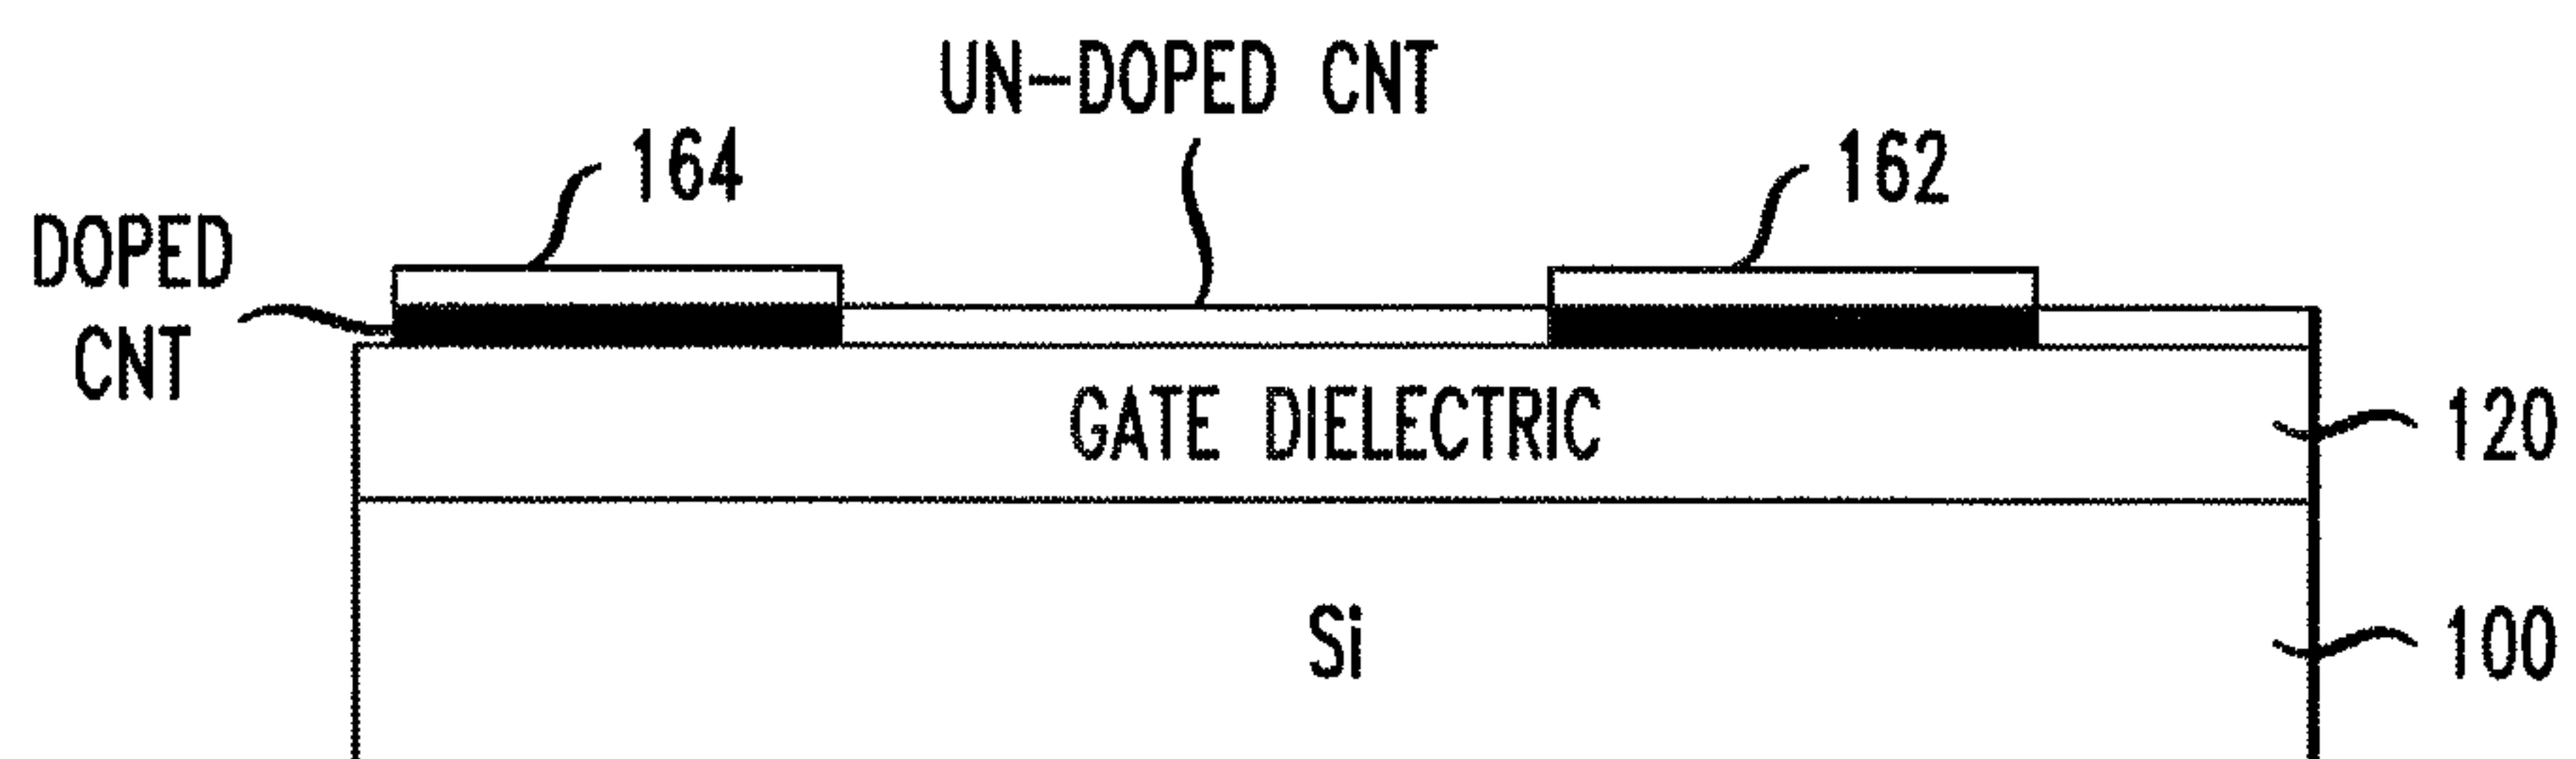 UN-DOPED CNT
164
162
DOPED
CNT
GATE DIELECTRIC
120
Si
100